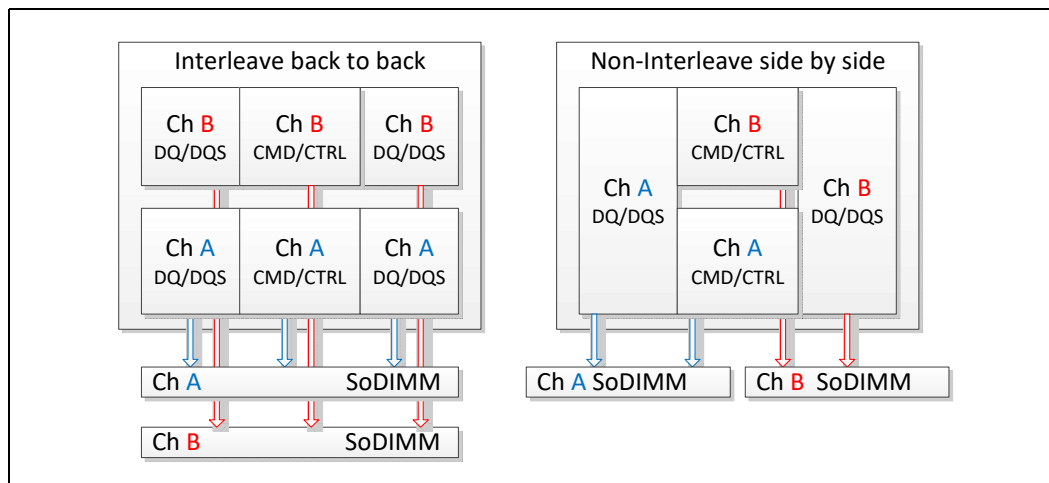 Interleave back to back
Ch B
DQ/DQS
Ch B
CMD/CTRL
Ch B
DQ/DQS
Ch A
DQ/DQS
Ch A
CMD/CTRL
Ch A
DQ/DQS
Ch A SoDIMM
Ch B SoDIMM
Non-Interleave side by side
Ch A
DQ/DQS
Ch B
CMD/CTRL
Ch A
CMD/CTRL
Ch B
DQ/DQS
Ch A SoDIMM
Ch B SoDIMM